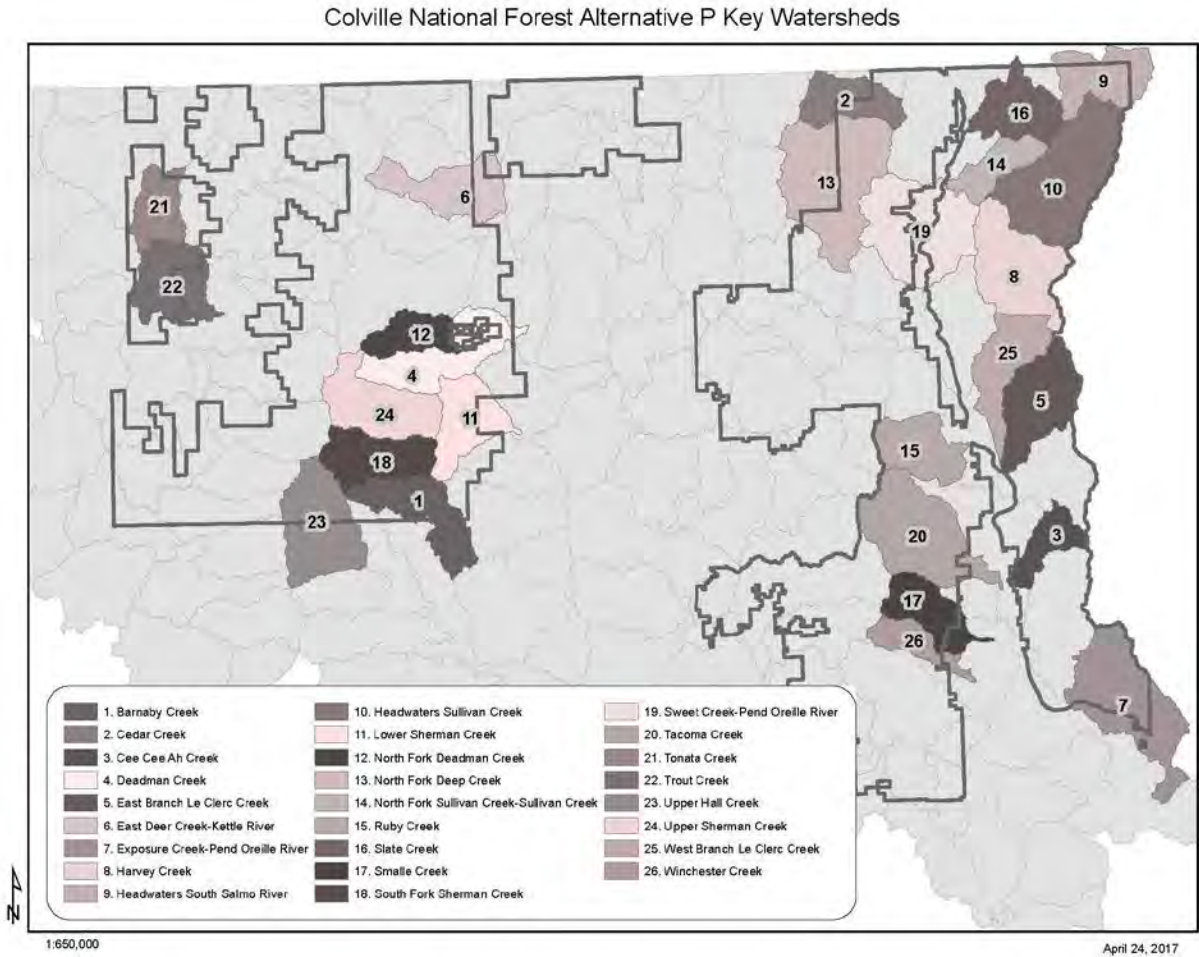 Colville National Forest Alternative P Key Watersheds
9
2
16
14
10
13
6
21
19
22
8
12
25
4
5
24
11
15
18
1
23
20
3
17
26
7
1. Barnaby Creek
2. Cedar Creek
3. Cee Cee Ah Creek
4. Deadman Creek
5. East Branch Le Clerc Creek
6. East Deer Creek-Kettle River
7. Exposure Creek-Pend Oreille River
8. Harvey Creek
9. Headwaters South Salmo River
10. Headwaters Sullivan Creek
11. Lower Sherman Creek
12. North Fork Deadman Creek
13. North Fork Deep Creek
14. North Fork Sullivan Creek-Sullivan Creek
15. Ruby Creek
16. Slate Creek
17. Smalle Creek
18. South Fork Sherman Creek
19. Sweet Creek-Pend Oreille River
20. Tacoma Creek
21. Tonata Creek
22. Trout Creek
23. Upper Hall Creek
24. Upper Sherman Creek
25. West Branch Le Clerc Creek
26. Winchester Creek
N
1:650,000
April 24, 2017